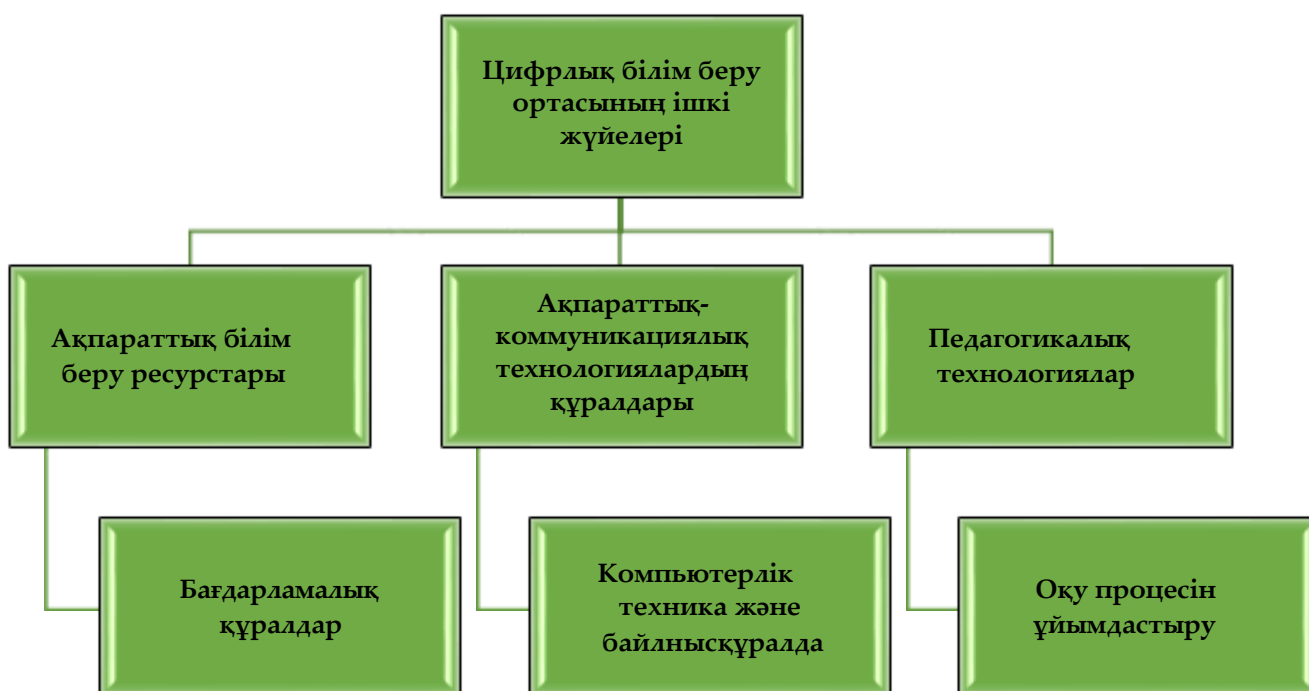 Цифрлық білім беру
ортасының ішкі
жүйелері
Ақпараттық білім
беру ресурстары
Ақпараттық-
коммуникациялық
технологиялардың
құралдары
Педагогикалық
технологиялар
Бағдарламалық
құралдар
Компьютерлік
техника және
байлнысқұралда
Оқу процесін
ұйымдастыру